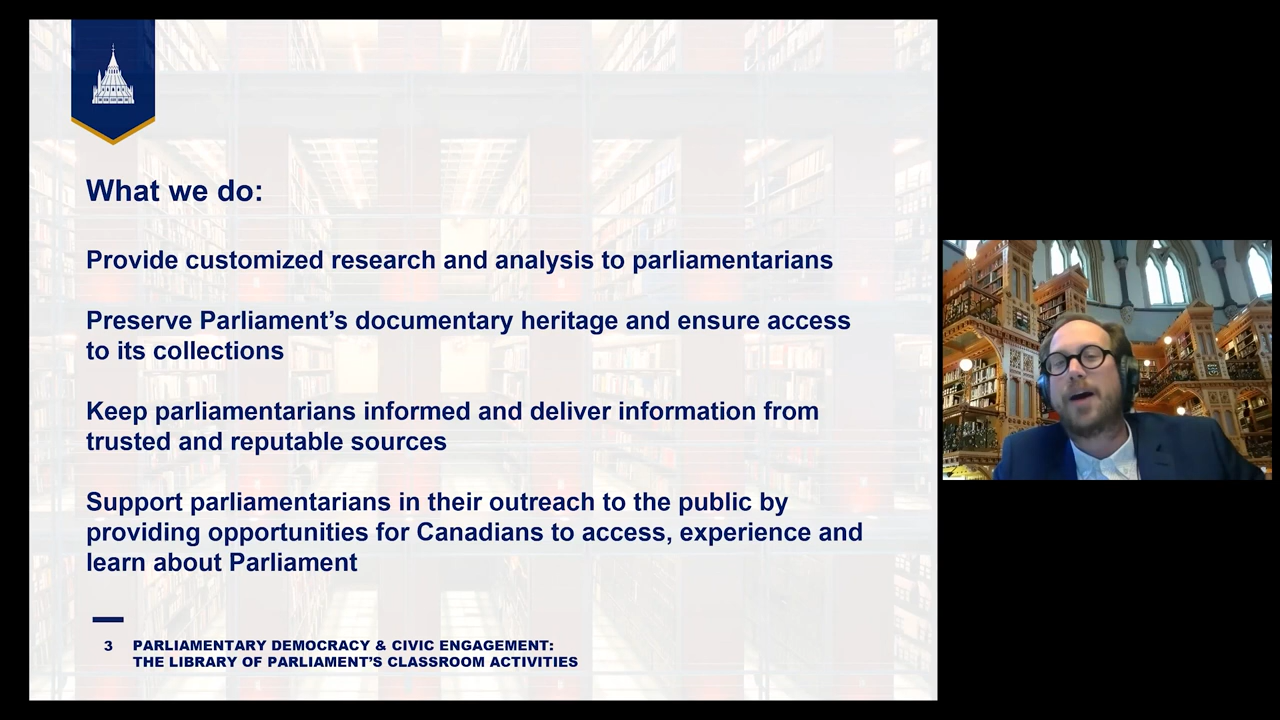 What we do:
Provide customized research and analysis to parliamentarians
Preserve Parliament’s documentary heritage and ensure access
to its collections
Keep parliamentarians informed and deliver information from
trusted and reputable sources
Support parliamentarians in their outreach to the public by
providing opportunities for Canadians to access, experience and
learn about Parliament
3 PARLIAMENTARY DEMOCRACY & CIVIC ENGAGEMENT:
THE LIBRARY OF PARLIAMENT’S CLASSROOM ACTIVITIES